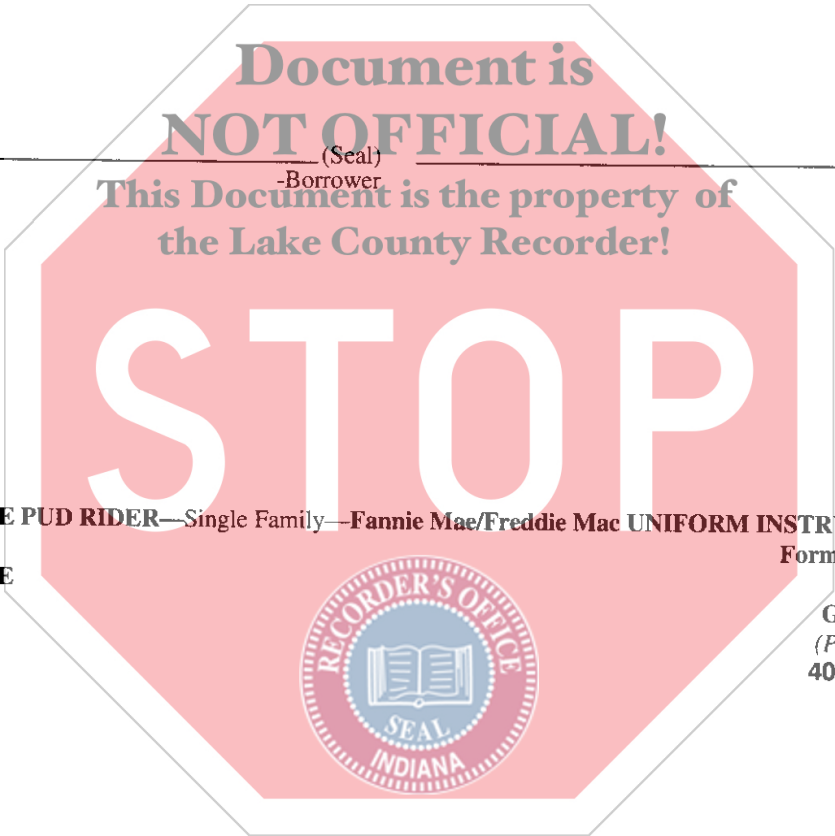 Document is
NOT OFFICIAL!
(Seal)
-Borrower
This Document is the property of
the Lake County Recorder!
STOP
E PUD RIDER—Single Family—Fannie Mae/Freddie Mac UNIFORM INSTR
Form
E
G
(P
40
RECORDER'S OFFICE
SEAL
INDIANA